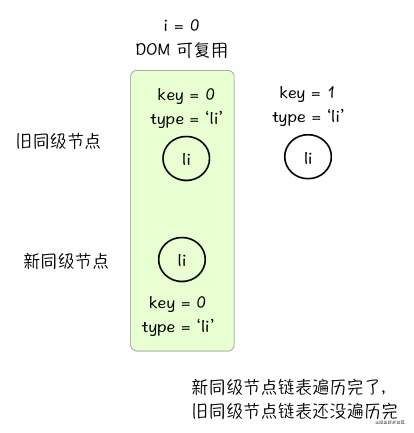 i = 0
DOM 可复用
key = 0
type = ‘li’
key = 1
type = ‘li’
旧同级节点
li
li
新同级节点
li
key = 0
type = ‘li’
新同级节点链表遍历完了,
旧同级节点链表还没遍历完